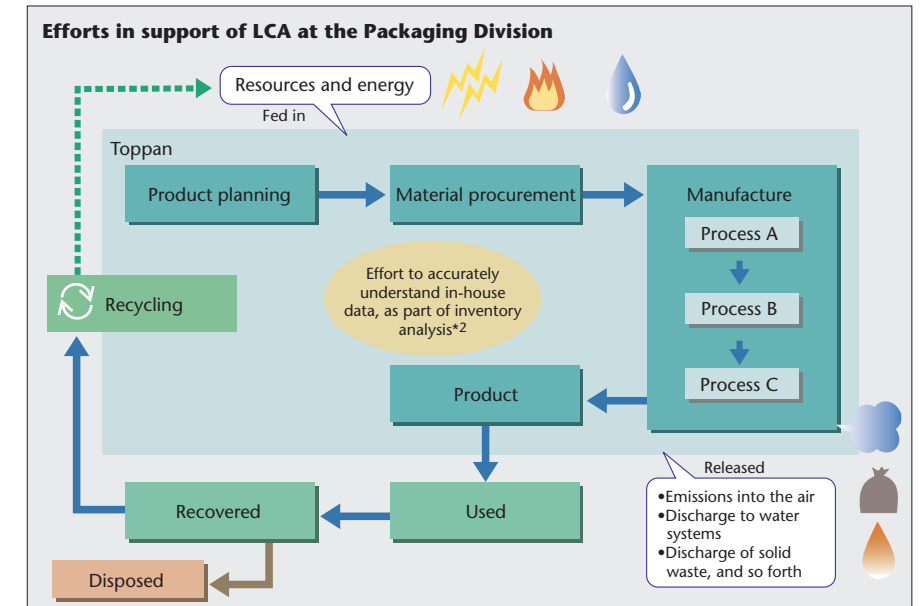 Efforts in support of LCA at the Packaging Division
Resources and energy
Fed in
Toppan
Product planning
Material procurement
Manufacture
Process A
Process B
Process C
Effort to accurately
understand in-house
data, as part of inventory
analysis*2
Recycling
Product
Released
•Emissions into the air
•Discharge to water
systems
•Discharge of solid
waste, and so forth
Recovered
Used
Disposed